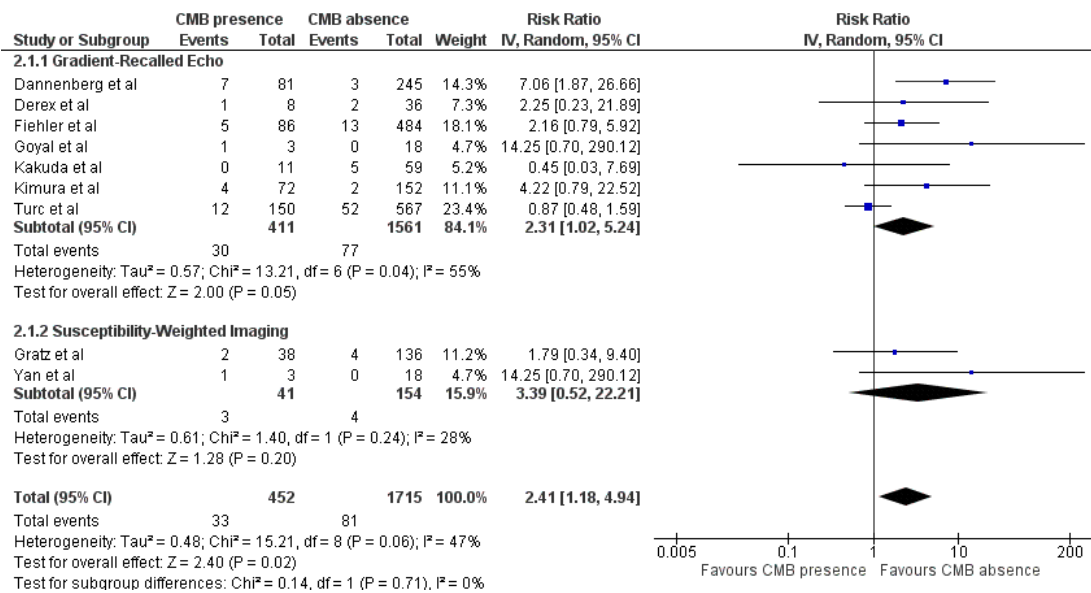 CMB presence CMB absence Risk Ratio Risk Ratio
Study or Subgroup Events Total Events Total Weight IV, Random, 95% CI IV, Random, 95% CI
2.1.1 Gradient-Recalled Echo
Dannenberg et al 7 81 3 245 14.3% 7.06 [1.87, 26.66]
Derex et al 1 8 2 36 7.3% 2.25 [0.23, 21.89]
Fiehler et al 5 86 13 484 18.1% 2.16 [0.79, 5.92]
Goyal et al 1 3 0 18 4.7% 14.25 [0.70, 290.12]
Kakuda et al 0 11 5 59 5.2% 0.45 [0.03, 7.69]
Kimura et al 4 72 2 152 11.1% 4.22 [0.79, 22.52]
Turc et al 12 150 52 567 23.4% 0.87 [0.48, 1.59]
Subtotal (95% CI) 411 1561 84.1% 2.31 [1.02, 5.24]
Total events 30 77
Heterogeneity: Tau² = 0.57; Chi² = 13.21, df = 6 (P = 0.04); I² = 55%
Test for overall effect: Z = 2.00 (P = 0.05)
2.1.2 Susceptibility-Weighted Imaging
Gratz et al 2 38 4 136 11.2% 1.79 [0.34, 9.40]
Yan et al 1 3 0 18 4.7% 14.25 [0.70, 290.12]
Subtotal (95% CI) 41 154 15.9% 3.39 [0.52, 22.21]
Total events 3 4
Heterogeneity: Tau² = 0.61; Chi² = 1.40, df = 1 (P = 0.24); I² = 28%
Test for overall effect: Z = 1.28 (P = 0.20)
Total (95% CI) 452 1715 100.0% 2.41 [1.18, 4.94]
Total events 33 81
Heterogeneity: Tau² = 0.48; Chi² = 15.21, df = 8 (P = 0.06); I² = 47%
Test for overall effect: Z = 2.40 (P = 0.02)
Test for subgroup differences: Chi² = 0.14, df = 1 (P = 0.71), I² = 0%
0.005 0.1 1 10 200
Favours CMB presence Favours CMB absence